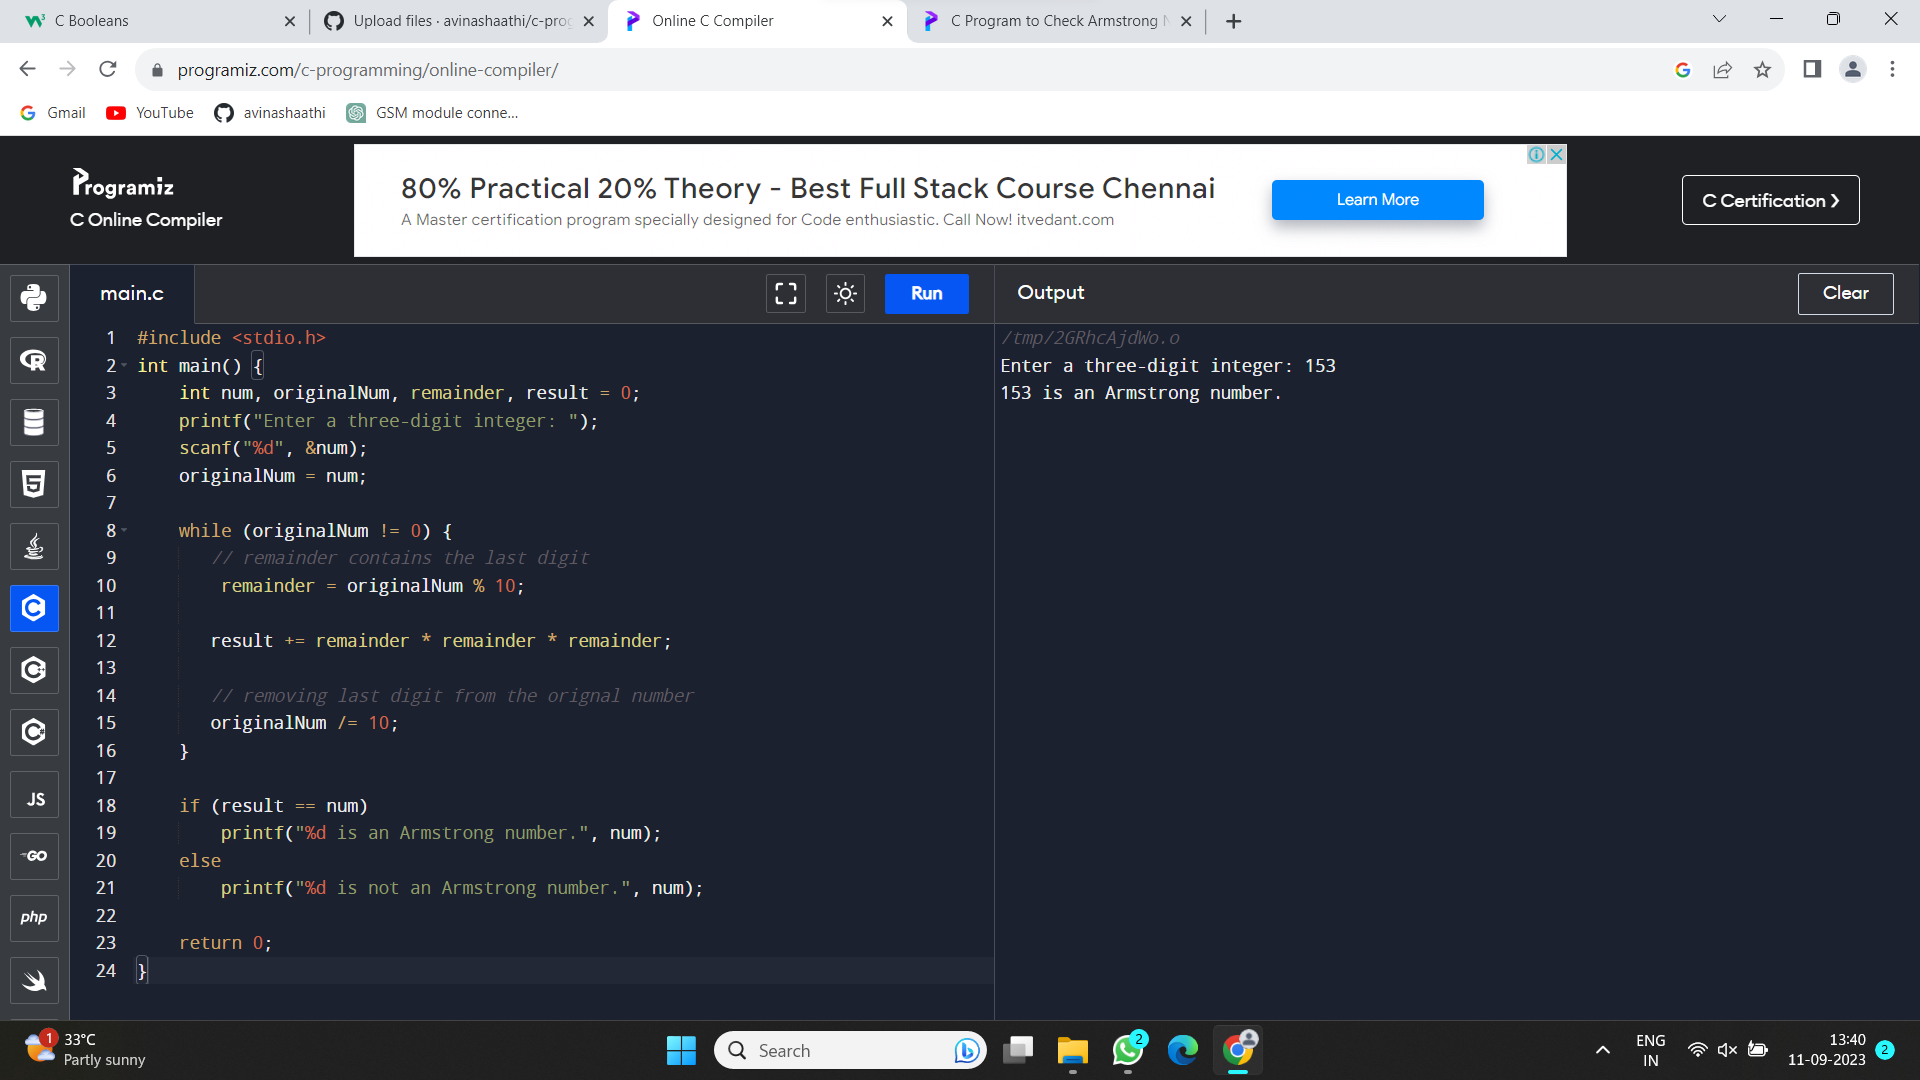 C Booleans
Upload files · avinashaathi/c-prog
Online C Compiler
C Program to Check Armstrong N
programiz.com/c-programming/online-compiler/
Gmail
YouTube
avinashaathi
GSM module conne...
Programiz
C Online Compiler
80% Practical 20% Theory - Best Full Stack Course Chennai
A Master certification program specially designed for Code enthusiastic. Call Now! itvedant.com
Learn More
C Certification ❯
main.c
Run
Output
Clear
1 #include <stdio.h>
2 int main() {
3     int num, originalNum, remainder, result = 0;
4     printf("Enter a three-digit integer: ");
5     scanf("%d", &num);
6     originalNum = num;
7
8     while (originalNum != 0) {
9        // remainder contains the last digit
10         remainder = originalNum % 10;
11
12        result += remainder * remainder * remainder;
13
14        // removing last digit from the orignal number
15        originalNum /= 10;
16     }
17
18     if (result == num)
19         printf("%d is an Armstrong number.", num);
20     else
21         printf("%d is not an Armstrong number.", num);
22
23     return 0;
24 }
/tmp/2GRhcAjdWo.o
Enter a three-digit integer: 153
153 is an Armstrong number.
JS
GO
php
1
33°C
Partly sunny
Search
2
ENG
IN
13:40
11-09-2023
2